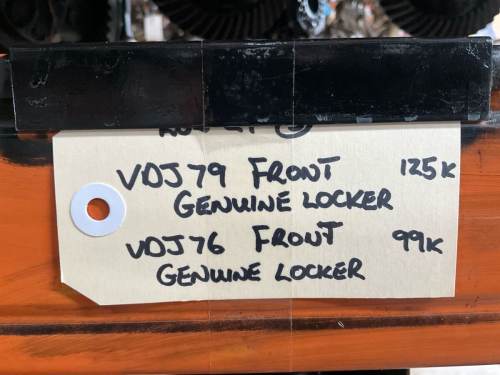 VDJ79 FRONT 125K
GENUINE LOCKER
VDJ76 FRONT 99K
GENUINE LOCKER